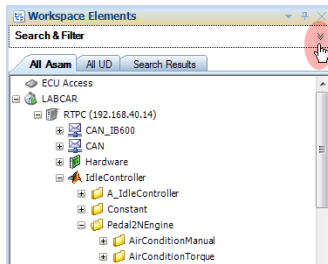 Workspace Elements
Search & Filter
All Asam All UD Search Results
ECU Access
LABCAR
RTPC (192.168.40.14)
CAN_IB600
CAN
Hardware
IdleController
A_IdleController
Constant
Pedal2NEngine
AirConditionManual
AirConditionTorque